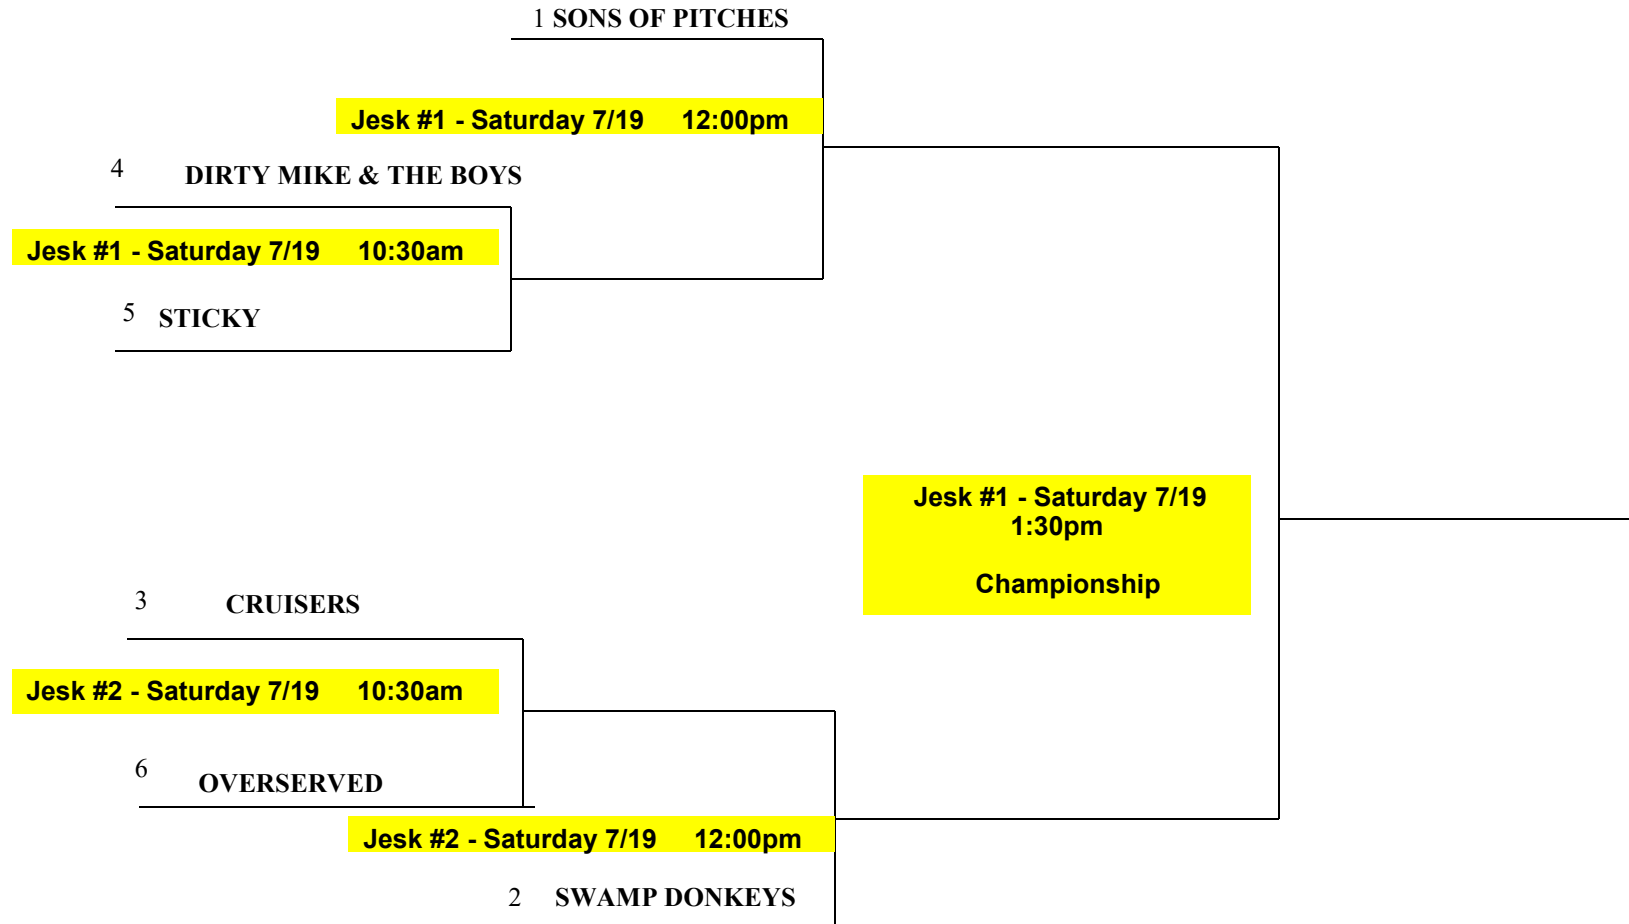 1 SONS OF PITCHES
Jesk #1 - Saturday 7/19 12:00pm
4 DIRTY MIKE & THE BOYS
Jesk #1 - Saturday 7/19 10:30am
5 STICKY
Jesk #1 - Saturday 7/19
1:30pm
Championship
3 CRUISERS
Jesk #2 - Saturday 7/19 10:30am
6 OVERSERVED
Jesk #2 - Saturday 7/19 12:00pm
2 SWAMP DONKEYS